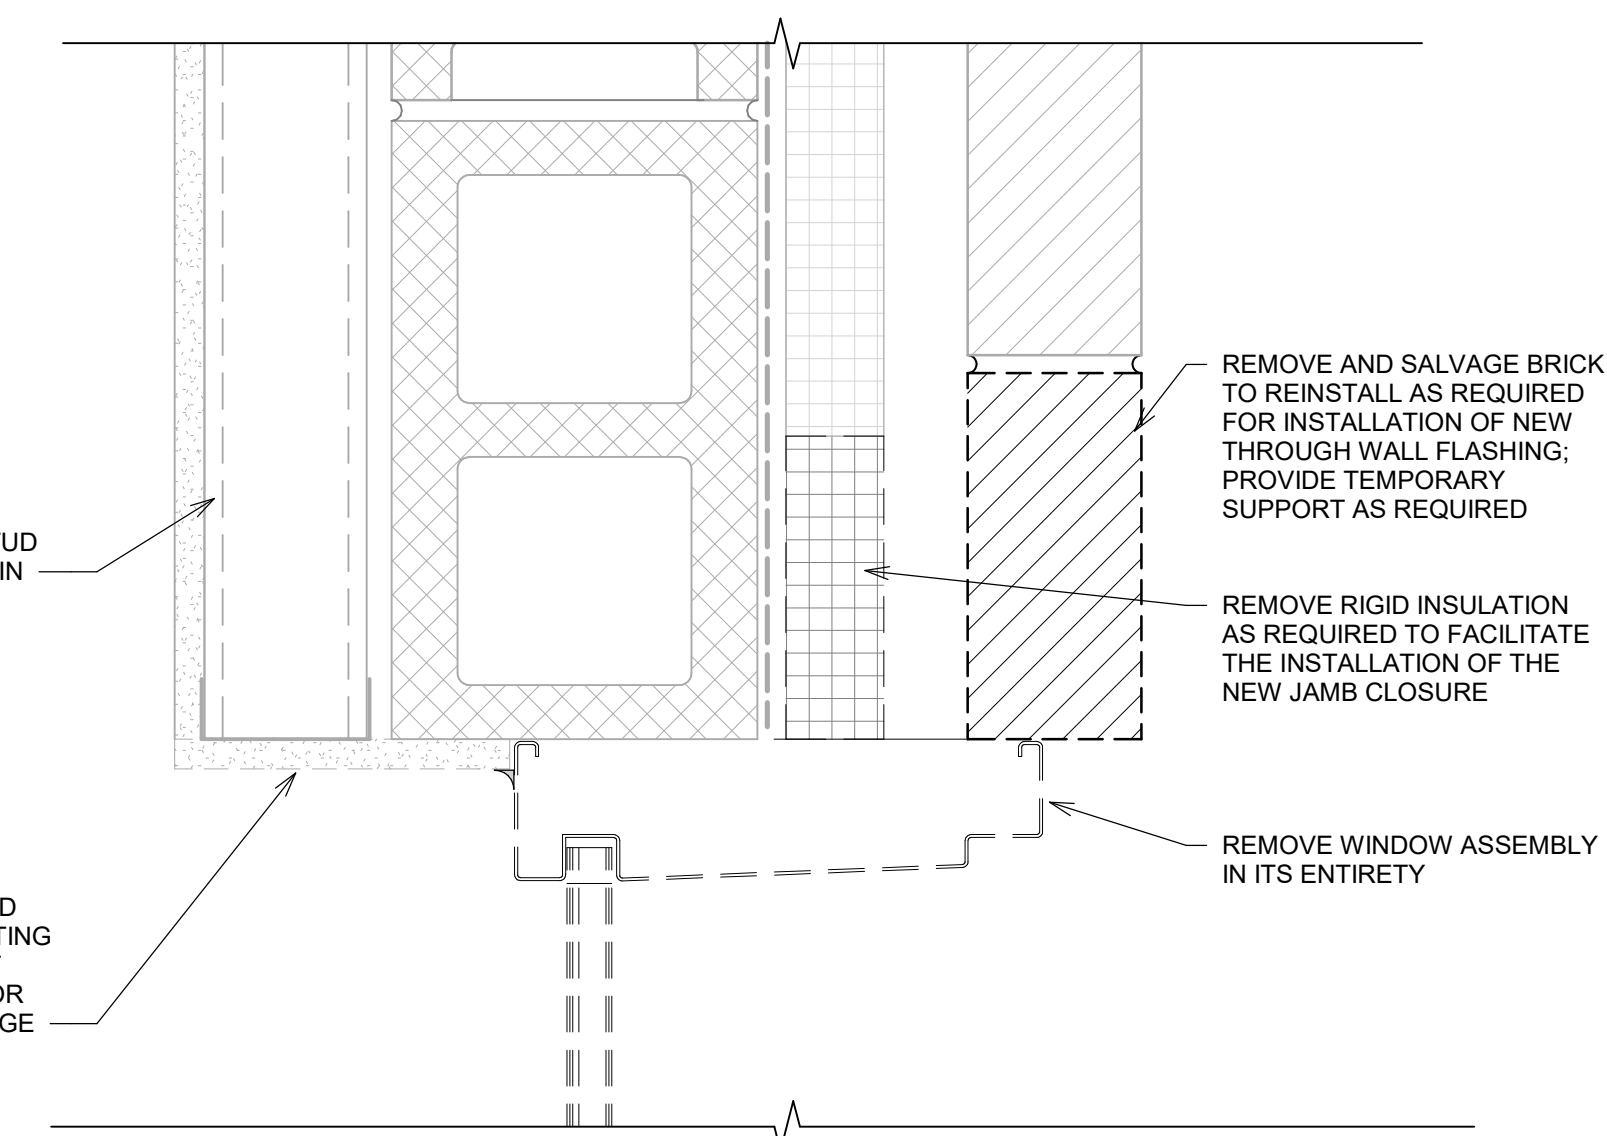 REMOVE AND SALVAGE BRICK
TO REINSTALL AS REQUIRED
FOR INSTALLATION OF NEW
THROUGH WALL FLASHING;
PROVIDE TEMPORARY
SUPPORT AS REQUIRED
REMOVE RIGID INSULATION
AS REQUIRED TO FACILITATE
THE INSTALLATION OF THE
NEW JAMB CLOSURE
REMOVE WINDOW ASSEMBLY
IN ITS ENTIRETY